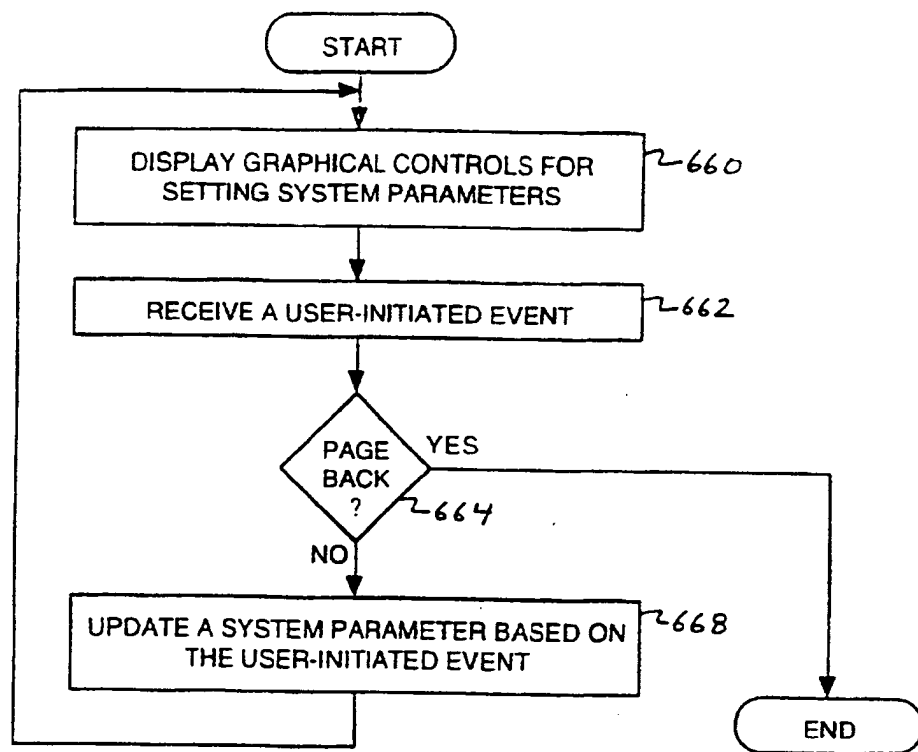 START
DISPLAY GRAPHICAL CONTROLS FOR
SETTING SYSTEM PARAMETERS
660
RECEIVE A USER-INITIATED EVENT
662
PAGE
BACK
?
YES
664
NO
UPDATE A SYSTEM PARAMETER BASED ON
THE USER-INITIATED EVENT
668
END